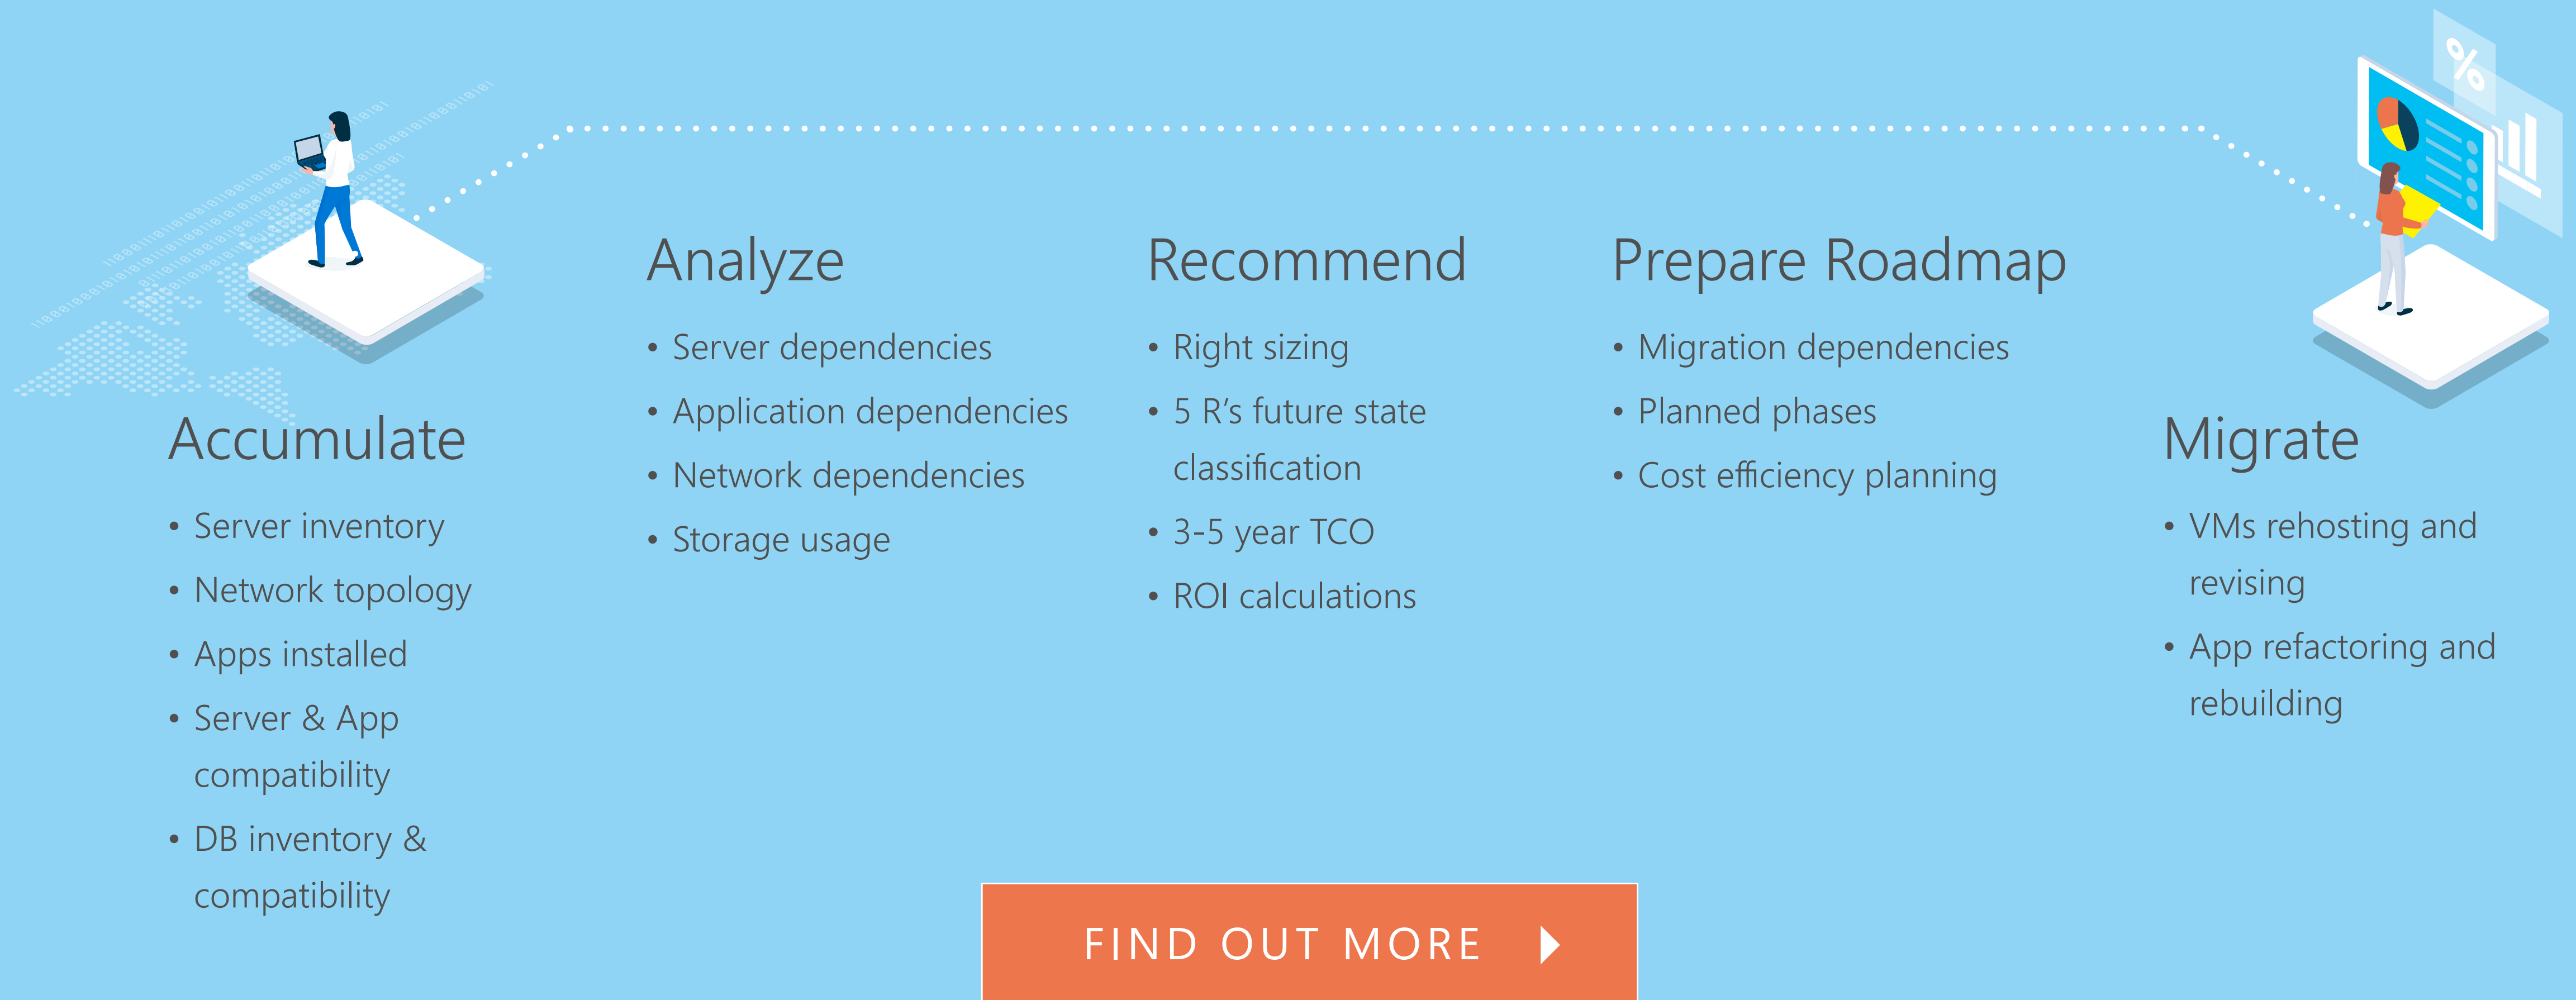 Accumulate
• Server inventory
• Network topology
• Apps installed
• Server & App
compatibility
• DB inventory &
compatibility
Analyze
• Server dependencies
• Application dependencies
• Network dependencies
• Storage usage
Recommend
• Right sizing
• 5 R’s future state
classification
• 3-5 year TCO
• ROI calculations
Prepare Roadmap
• Migration dependencies
• Planned phases
• Cost efficiency planning
%
Migrate
• VMs rehosting and
revising
• App refactoring and
rebuilding
FIND OUT MORE